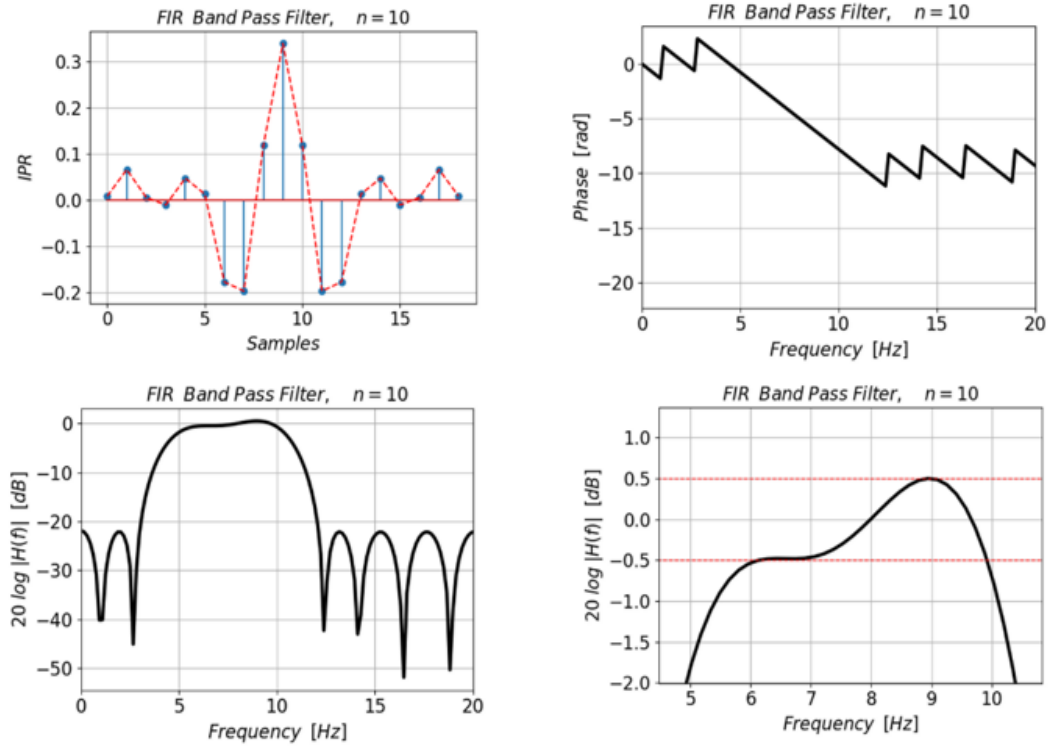 FIR Band Pass Filter, n = 10
IPR
0.3
0.2
0.1
0.0
−0.1
−0.2
0 5 10 15
Samples
FIR Band Pass Filter, n = 10
Phase [rad]
0
−5
−10
−15
−20
0 5 10 15 20
Frequency [Hz]
FIR Band Pass Filter, n = 10
20 log |H(f)| [dB]
0
−10
−20
−30
−40
−50
0 5 10 15 20
Frequency [Hz]
FIR Band Pass Filter, n = 10
20 log |H(f)| [dB]
1.0
0.5
0.0
−0.5
−1.0
−1.5
−2.0
5 6 7 8 9 10
Frequency [Hz]